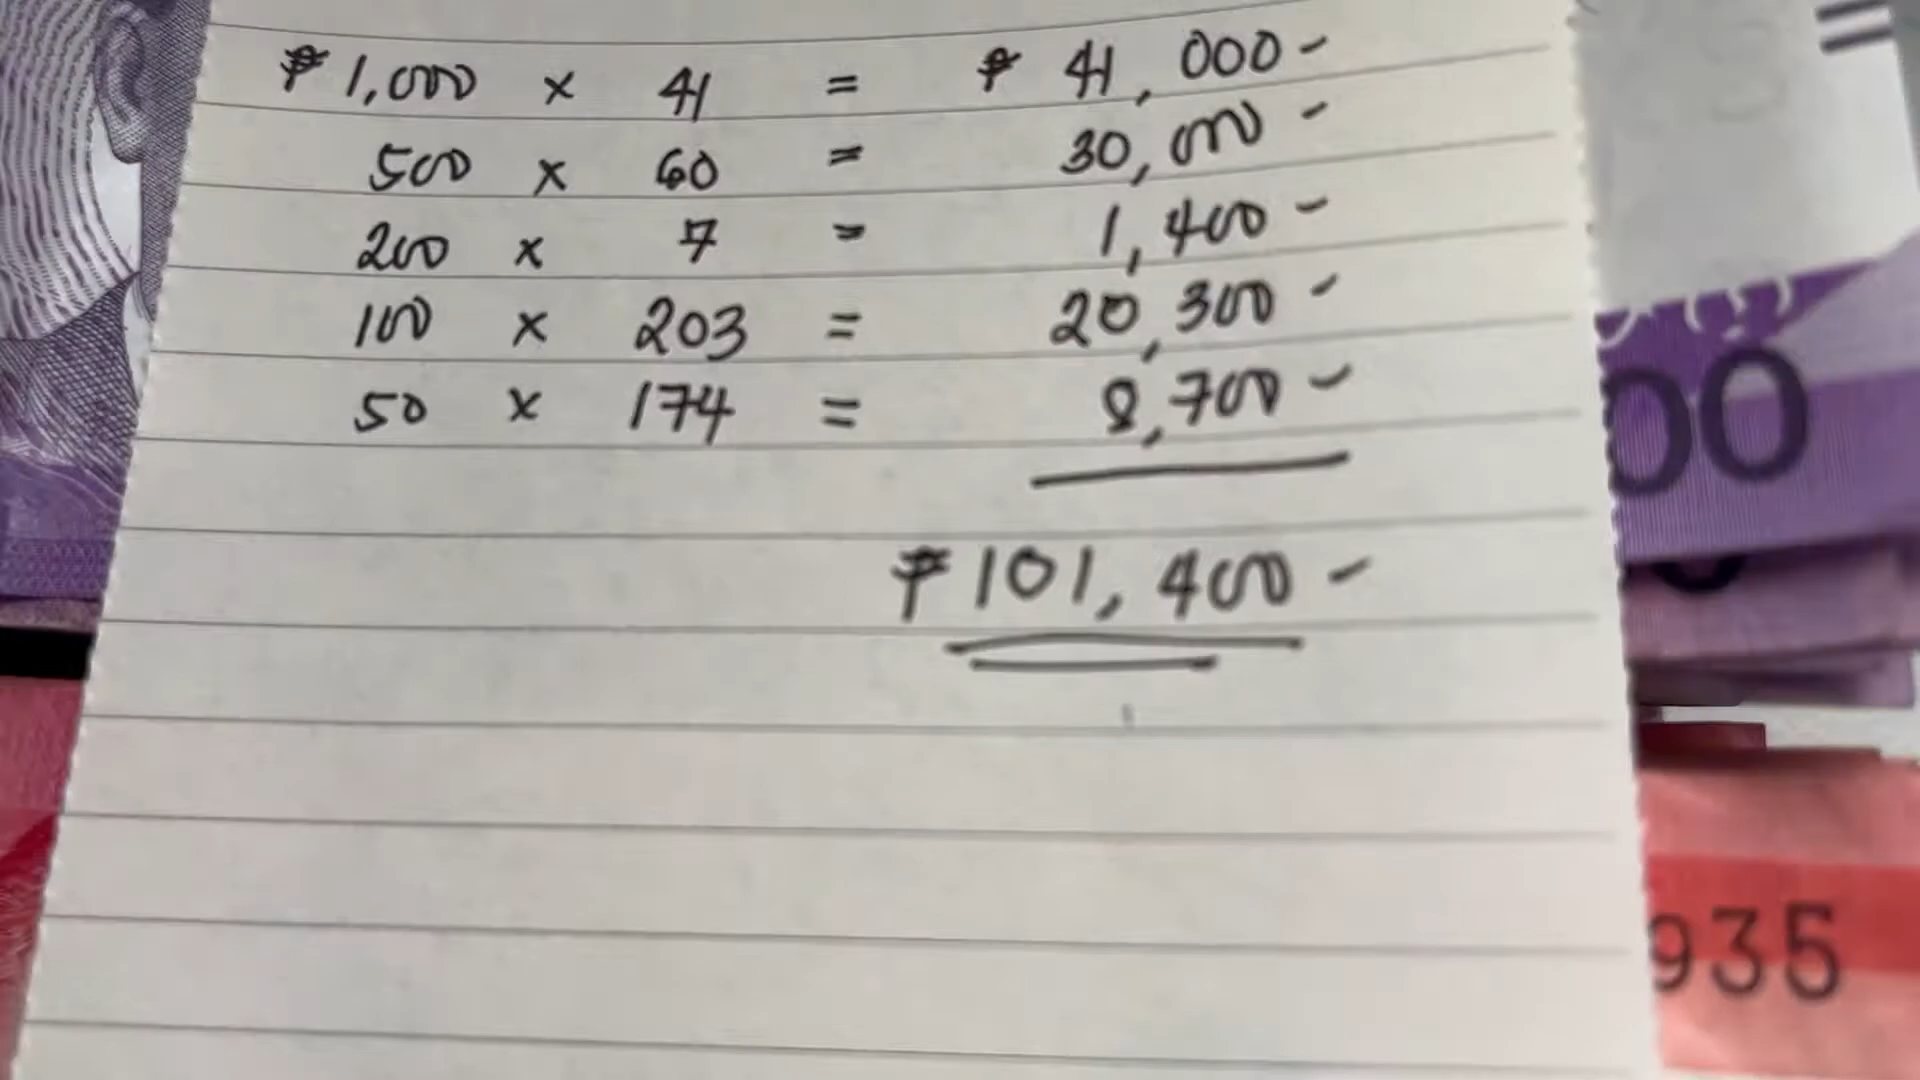 ₱ 1,000 x 41 = ₱ 41,000-
500 x 60 = 30,000-
200 x 7 = 1,400-
100 x 203 = 20,300-
50 x 174 = 8,700-
₱ 101,400-
00
935